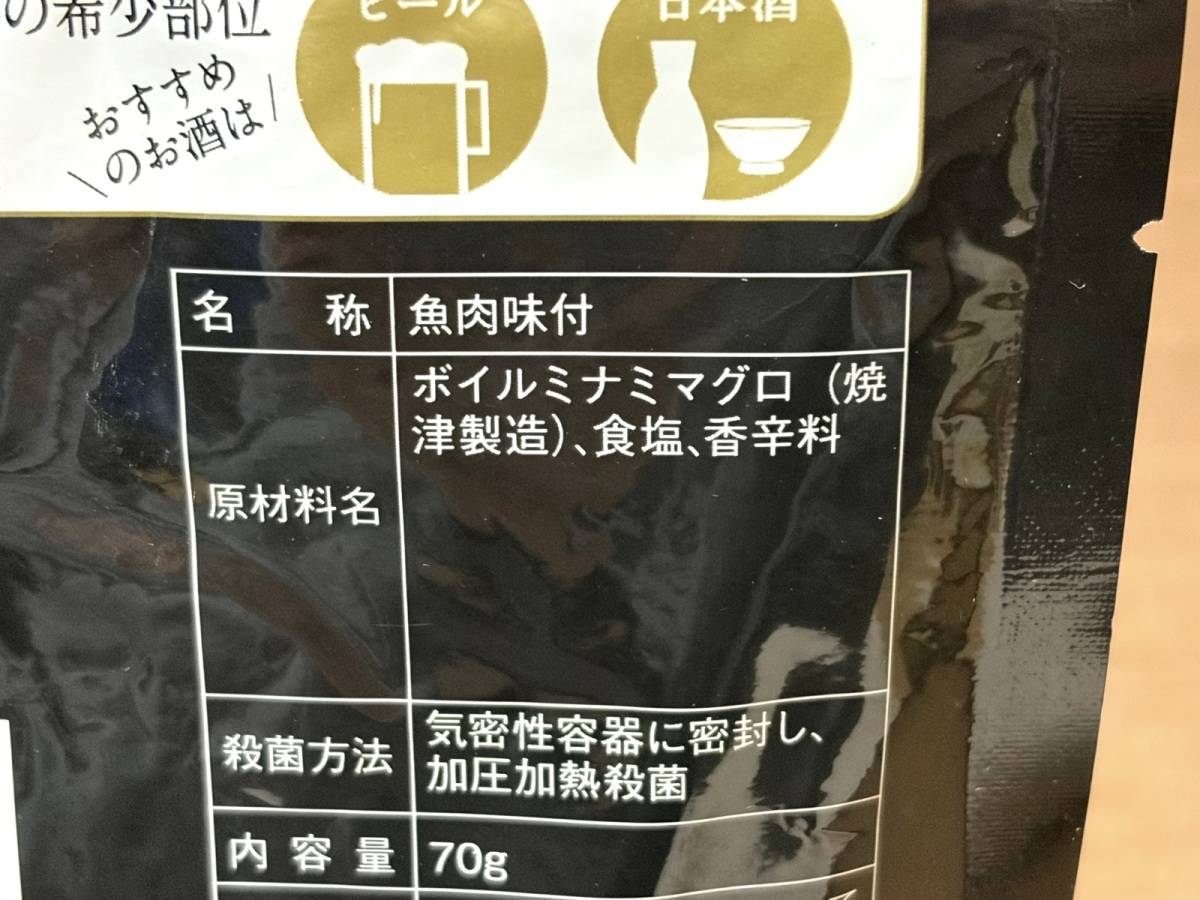 の希少部位
おすすめ
のお酒は
ビール
日本酒
名称 魚肉味付
原材料名 ボイルミナミマグロ（焼
津製造）、食塩、香辛料
殺菌方法 気密性容器に密封し、
加圧加熱殺菌
内容量 70g